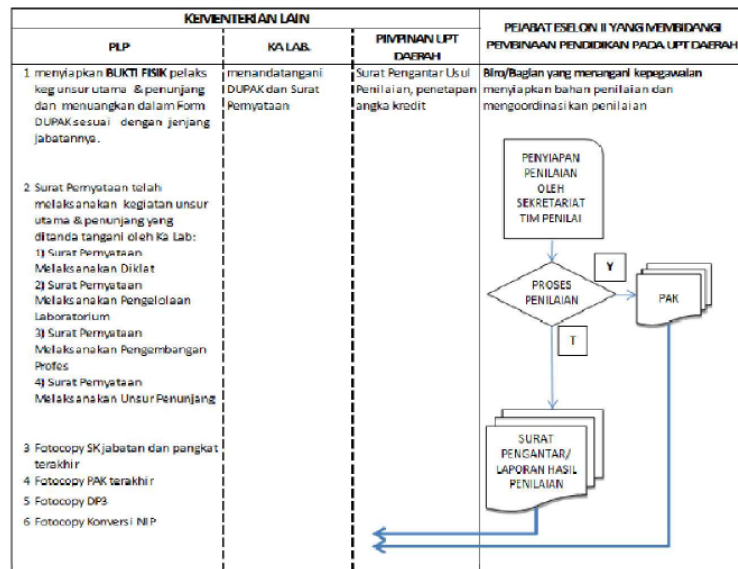 KEMENTERIAN LAIN
PEJABAT ESELON II YANG MEMBIDANGI
PEMBINAAN PENDIDIKAN PADA UPT DAERAH
PLP
KA LAB.
PIMPINAN UPT
DAERAH
1 menyiapkan BUKTI FISIK pelaks
keg unsur utama & penunjang
dan menuangkan dalam Form
DUPAK sesuai dengan jenjang
jabatannya.
menandatangani
DUPAK dan Surat
Pernyataan
Surat Pengantar Usul
Penilaian, penetapan
angka kredit
Biro/Bagian yang menangani kepegawaian
menyiapkan bahan penilaian dan
mengoordinasikan penilaian
2 Surat Pernyataan telah
melaksanakan kegiatan unsur
utama & penunjang yang
ditanda tangani oleh Ka Lab:
1) Surat Pernyataan
Melaksanakan Diklat
2) Surat Pernyataan
Melaksanakan Pengelolaan
Laboratorium
3) Surat Pernyataan
Melaksanakan Pengembangan
Profes
4) Surat Pernyataan
Melaksanakan Unsur Penunjang
3 Fotocopy SK jabatan dan pangkat
terakhir
4 Fotocopy PAK terakhir
5 Fotocopy DP3
6 Fotocopy Konversi NIP
PENYIAPAN
PENILAIAN
OLEH
SEKRETARIAT
TIM PENILAI
PROSES
PENILAIAN
Y
PAK
T
SURAT
PENGANTAR/
LAPORAN HASIL
PENILAIAN